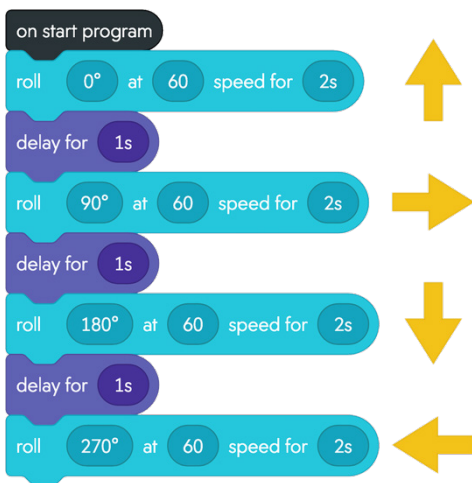 on start program
roll 0° at 60 speed for 2s
delay for 1s
roll 90° at 60 speed for 2s
delay for 1s
roll 180° at 60 speed for 2s
delay for 1s
roll 270° at 60 speed for 2s